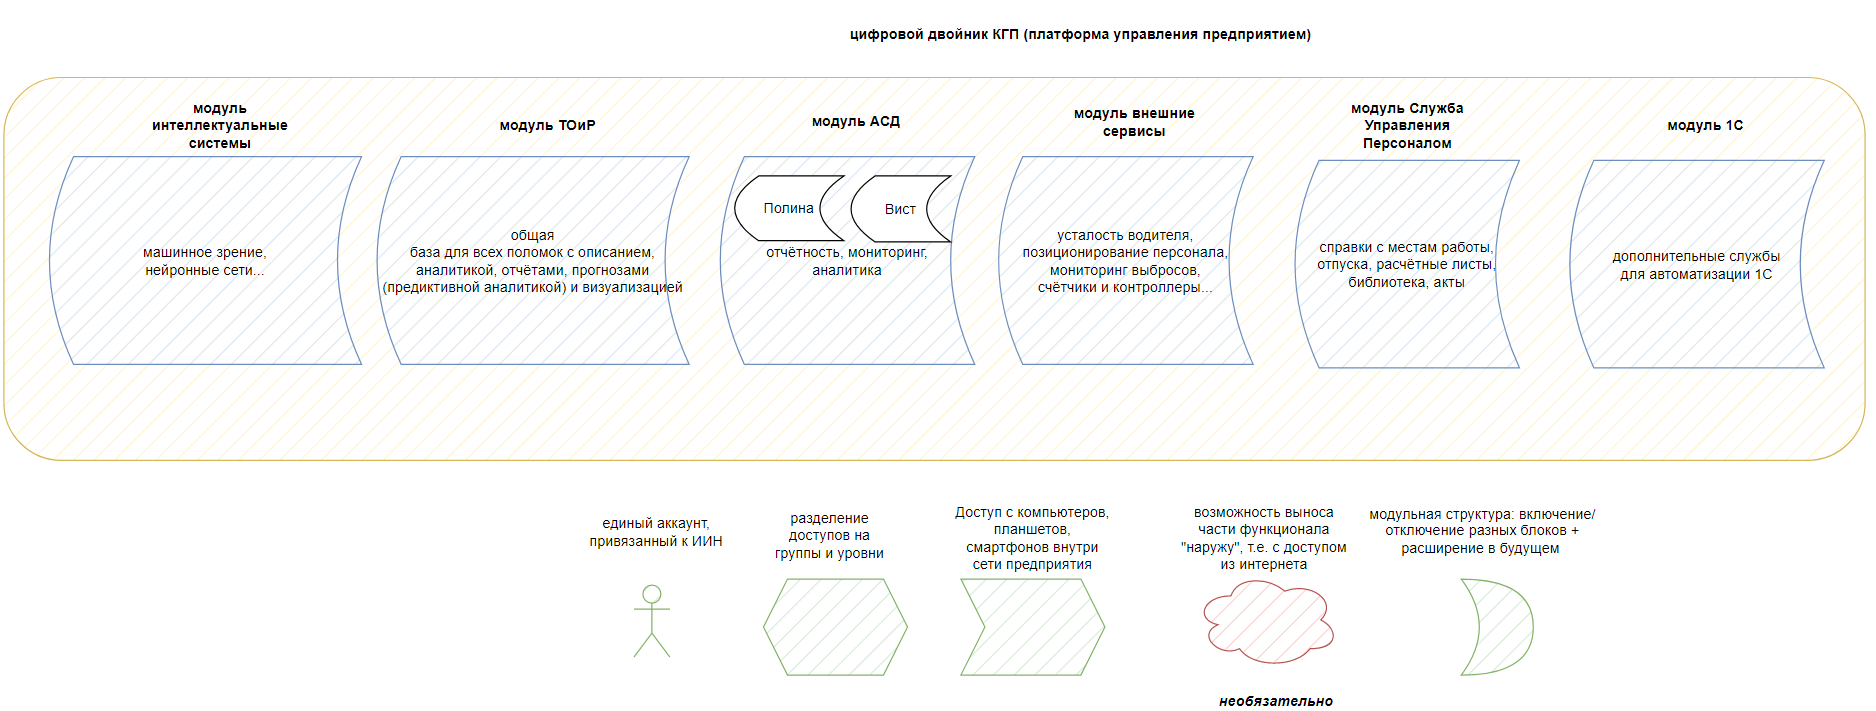 цифровой двойник КГП (платформа управления предприятием)
модуль
интеллектуальные
системы
модуль ТОиР
модуль АСД
модуль внешние
сервисы
модуль Служба
Управления
Персоналом
модуль 1С
машинное зрение,
нейронные сети...
общая
база для всех поломок с описанием,
аналитикой, отчётами, прогнозами
(предиктивной аналитикой) и визуализацией
Полина
Вист
отчётность, мониторинг,
аналитика
усталость водителя,
позиционирование персонала,
мониторинг выбросов,
счётчики и контроллеры...
справки с местам работы,
отпуска, расчётные листы,
библиотека, акты
дополнительные службы
для автоматизации 1С
единый аккаунт,
привязанный к ИИН
разделение
доступов на
группы и уровни
Доступ с компьютеров,
планшетов,
смартфонов внутри
сети предприятия
возможность выноса
части функционала
"наружу", т.е. с доступом
из интернета
модульная структура: включение/
отключение разных блоков +
расширение в будущем
необязательно